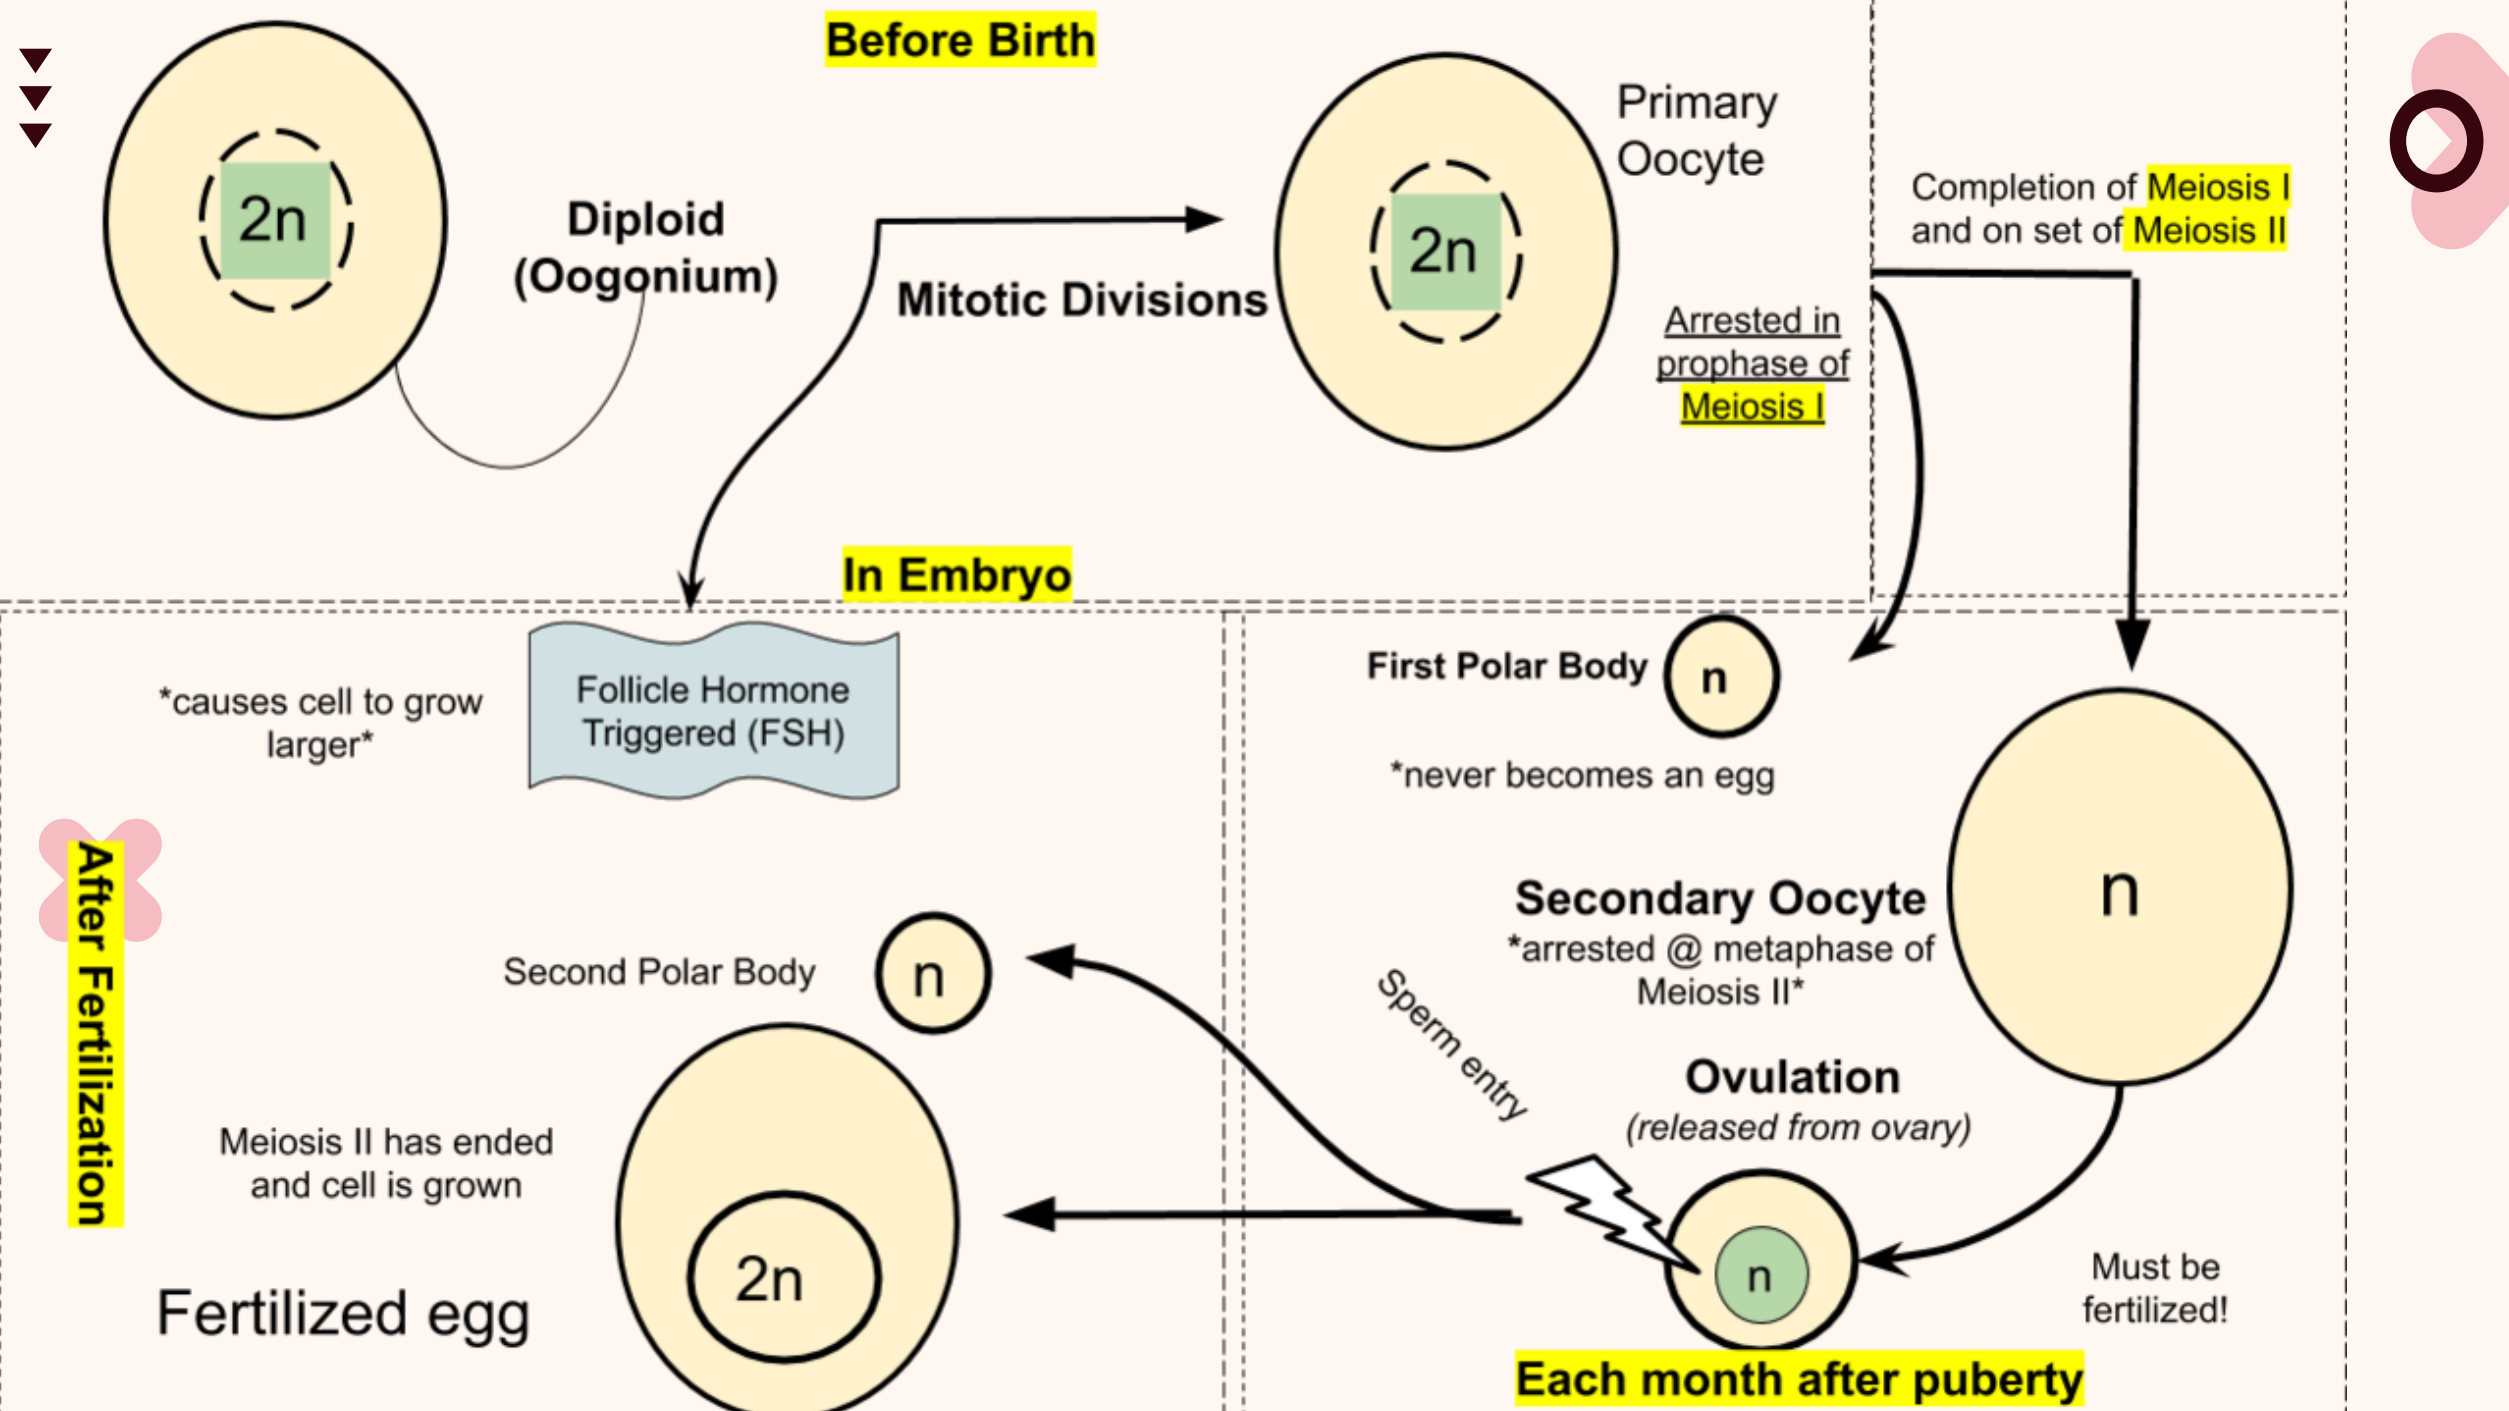 Before Birth
2n
Diploid
(Oogonium)
Mitotic Divisions
2n
Primary
Oocyte
Arrested in
prophase of
Meiosis I
Completion of Meiosis I
and on set of Meiosis II
In Embryo
*causes cell to grow
larger*
Follicle Hormone
Triggered (FSH)
First Polar Body
n
*never becomes an egg
n
Secondary Oocyte
*arrested @ metaphase of
Meiosis II*
Sperm entry
Ovulation
(released from ovary)
n
Must be
fertilized!
Each month after puberty
After Fertilization
Second Polar Body
n
Meiosis II has ended
and cell is grown
2n
Fertilized egg